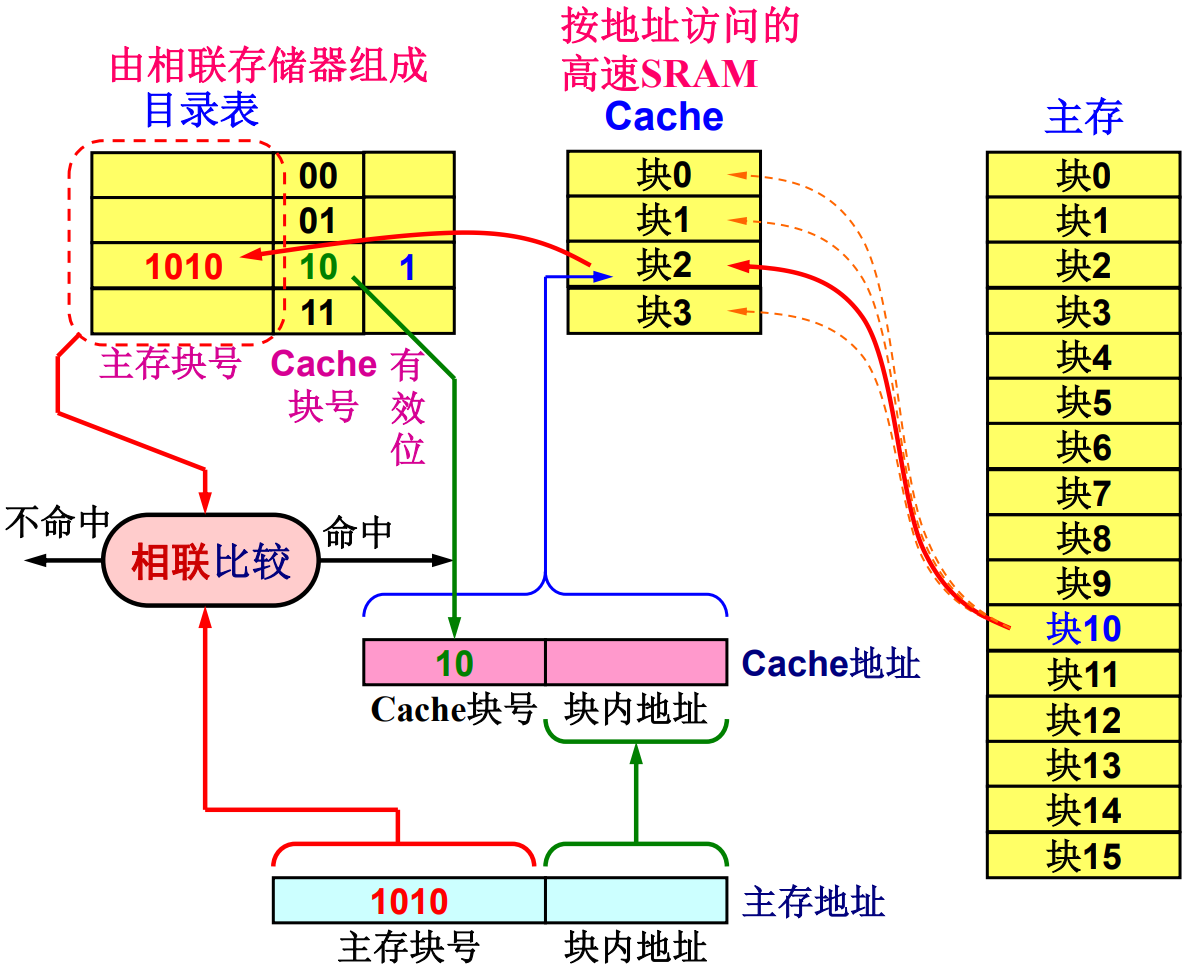 由相联存储器组成
目录表
00
01
1010 10 1
11
主存块号
Cache
块号
有
效
位
按地址访问的
高速SRAM
Cache
块0
块1
块2
块3
主存
块0
块1
块2
块3
块4
块5
块6
块7
块8
块9
块10
块11
块12
块13
块14
块15
不命中
相联比较
命中
10
Cache地址
Cache块号 块内地址
1010
主存地址
主存块号 块内地址